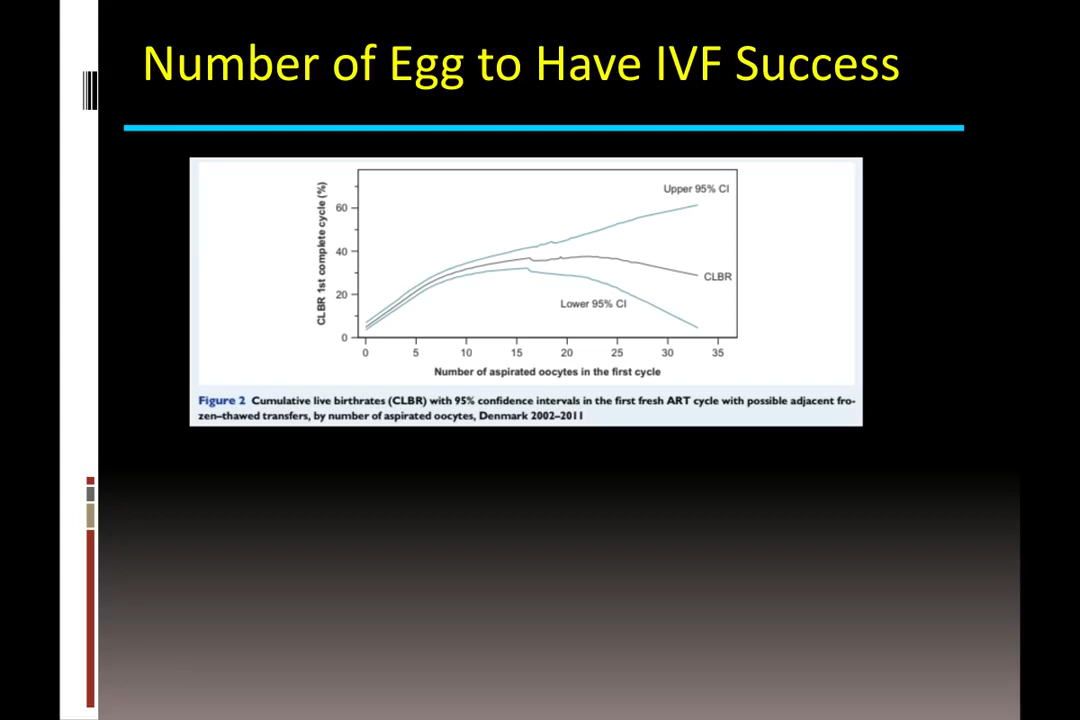 Number of Egg to Have IVF Success
CLBR 1st complete cycle (%)
60
40
20
0
Upper 95% CI
CLBR
Lower 95% CI
0 5 10 15 20 25 30 35
Number of aspirated oocytes in the first cycle
Figure 2 Cumulative live birthrates (CLBR) with 95% confidence intervals in the first fresh ART cycle with possible adjacent fro-
zen–thawed transfers, by number of aspirated oocytes, Denmark 2002–2011